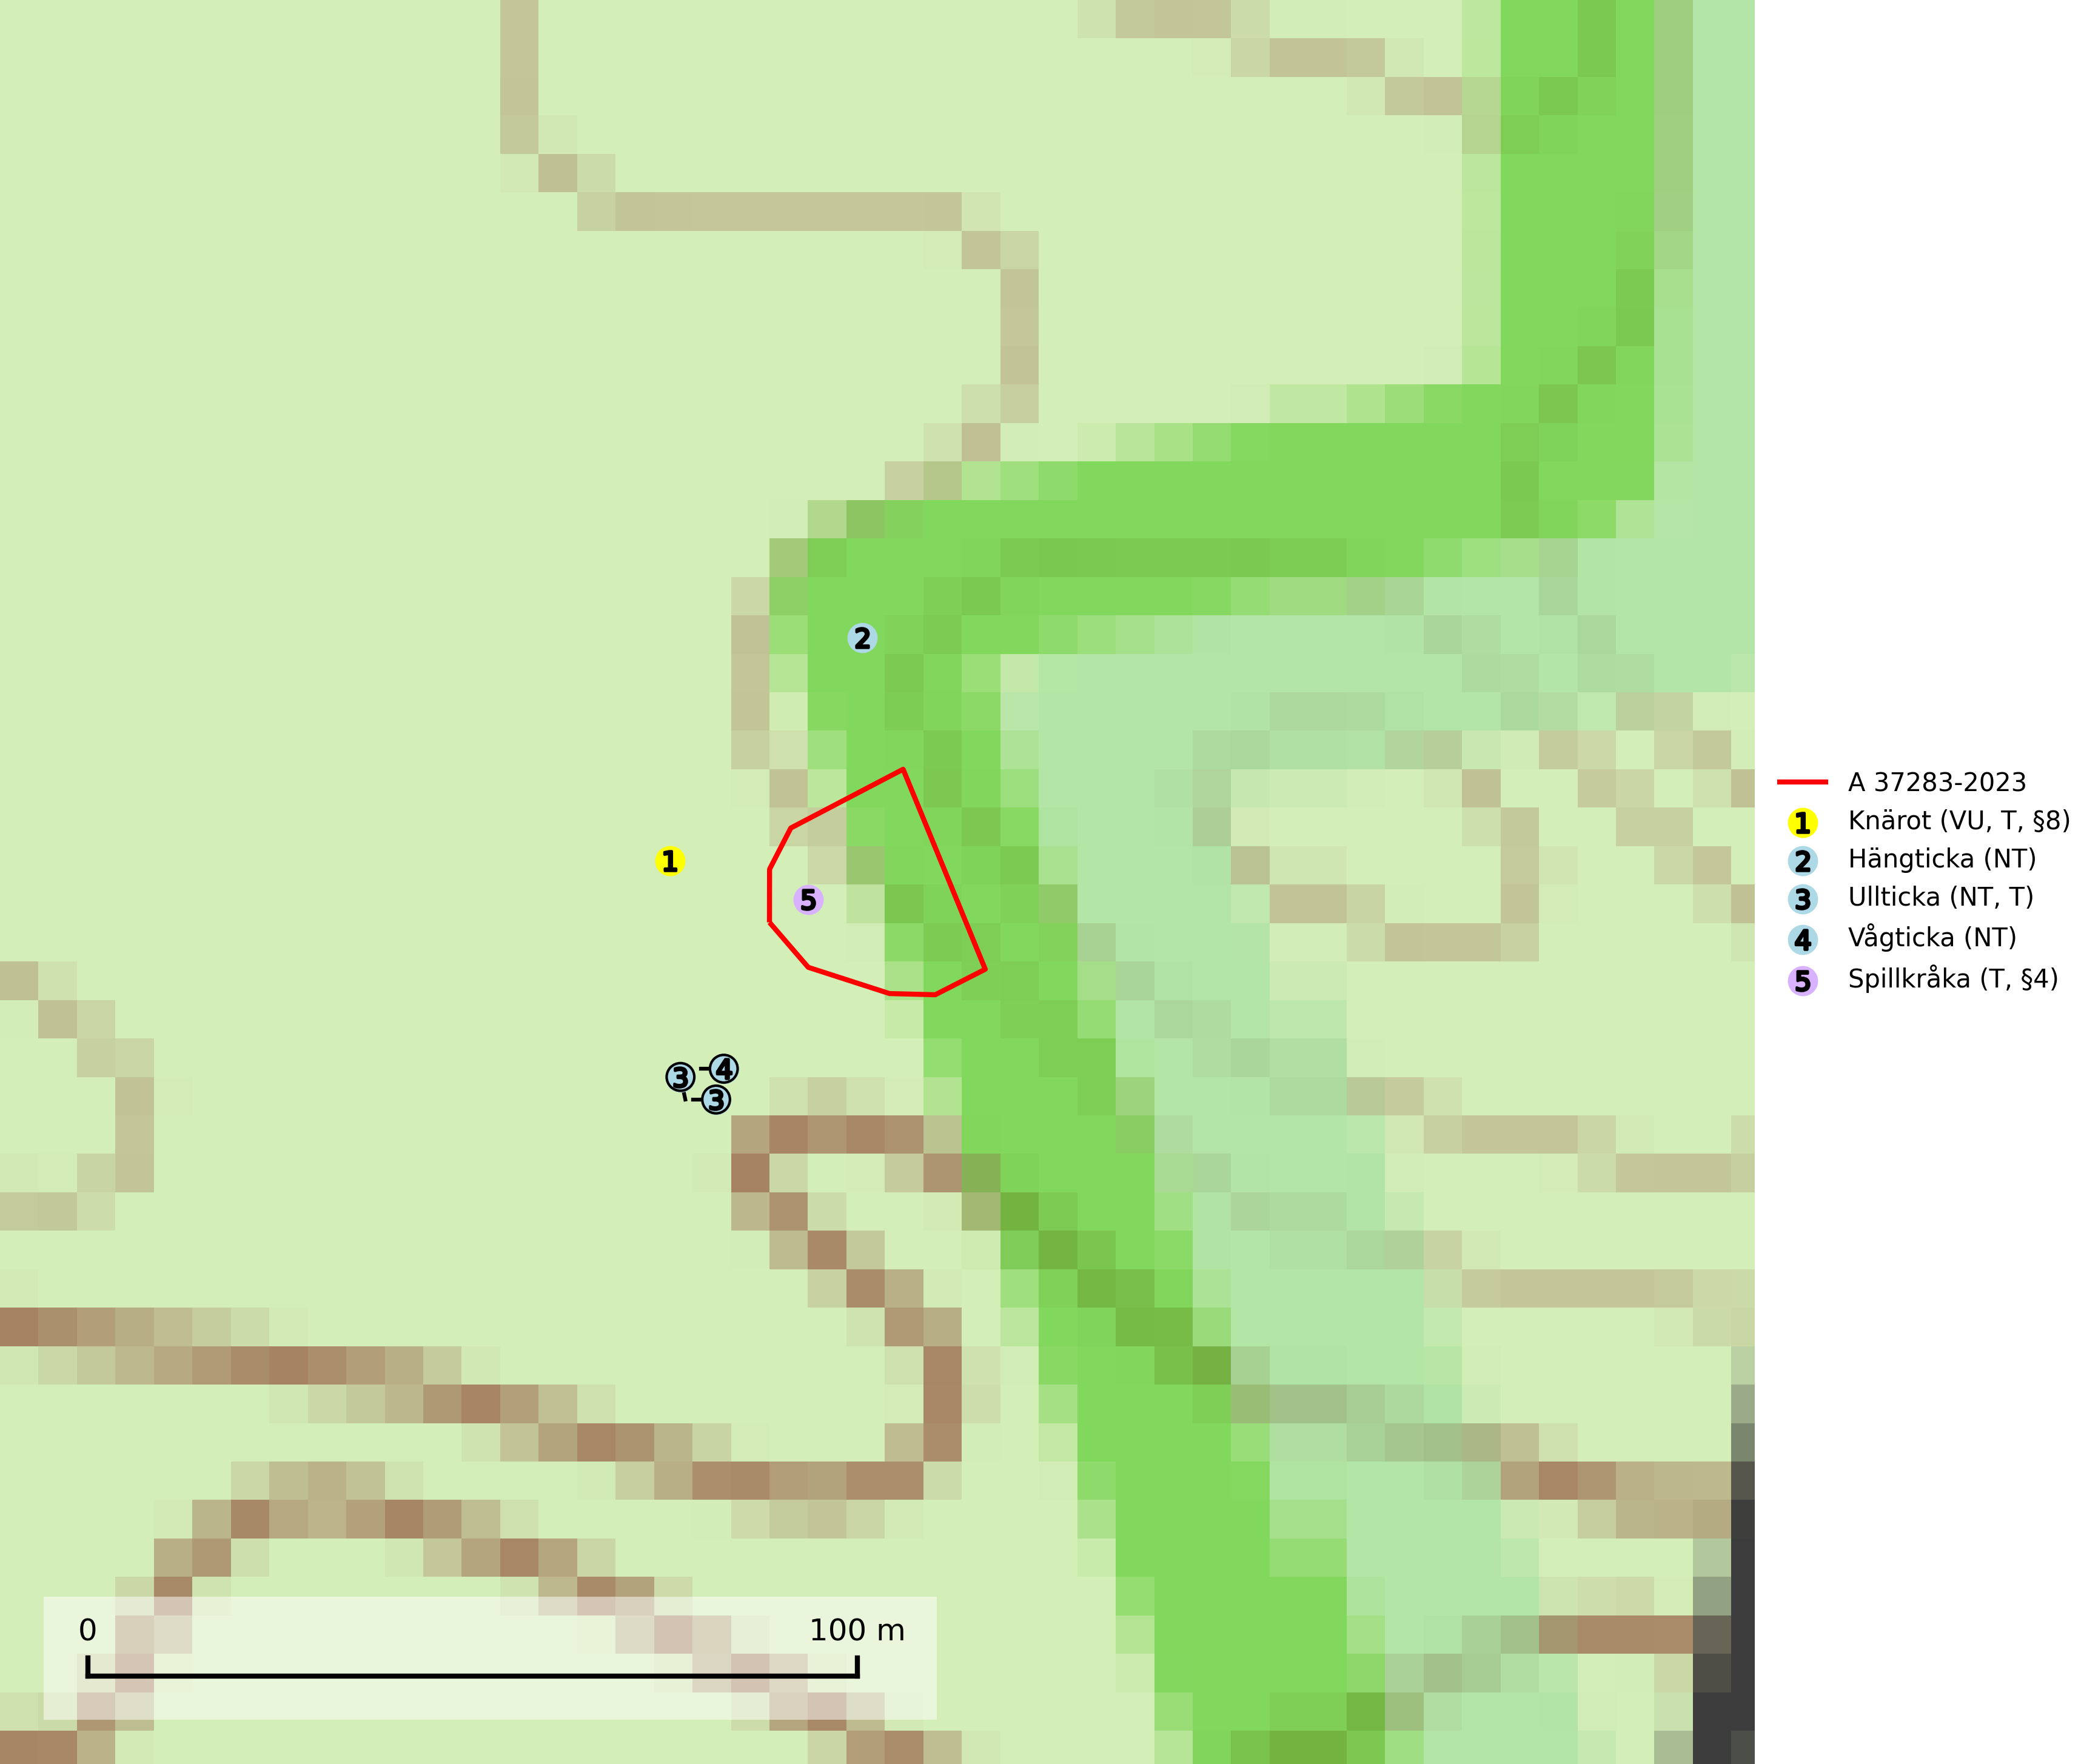 2
1
5
3
4
3
0 100 m
A 37283-2023
1 Knärot (VU, T, §8)
2 Hängticka (NT)
3 Ullticka (NT, T)
4 Vågticka (NT)
5 Spillkråka (T, §4)